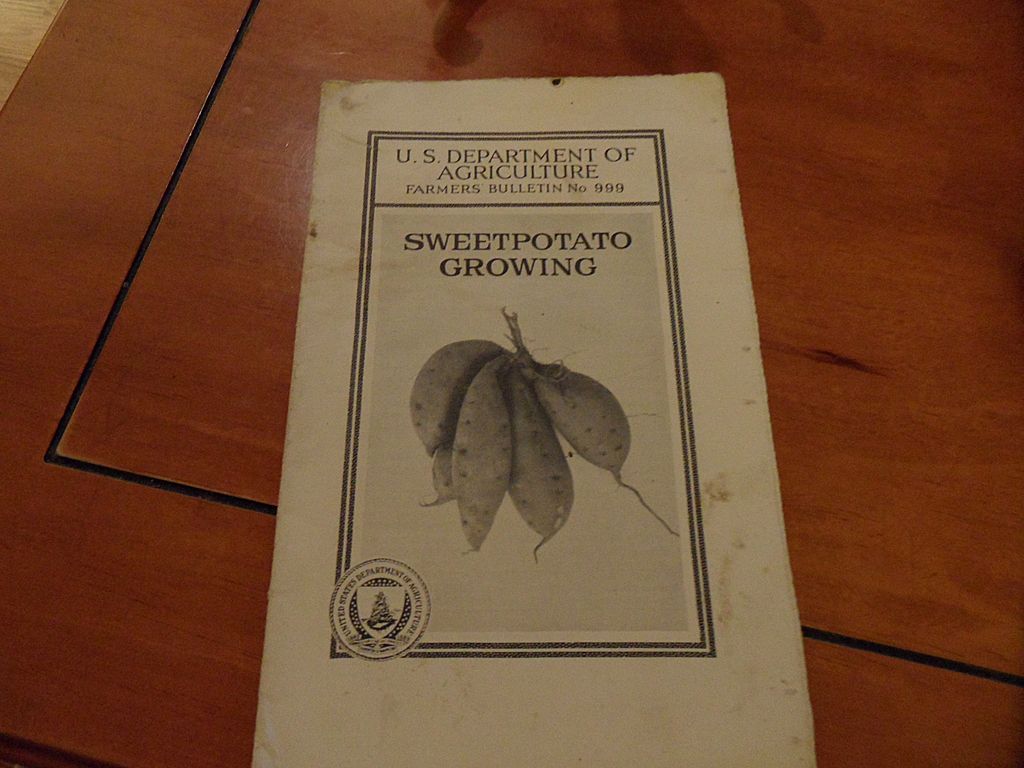 U. S. DEPARTMENT OF
AGRICULTURE
FARMERS' BULLETIN No 999
SWEETPOTATO
GROWING
UNITED STATES DEPARTMENT OF AGRICULTURE